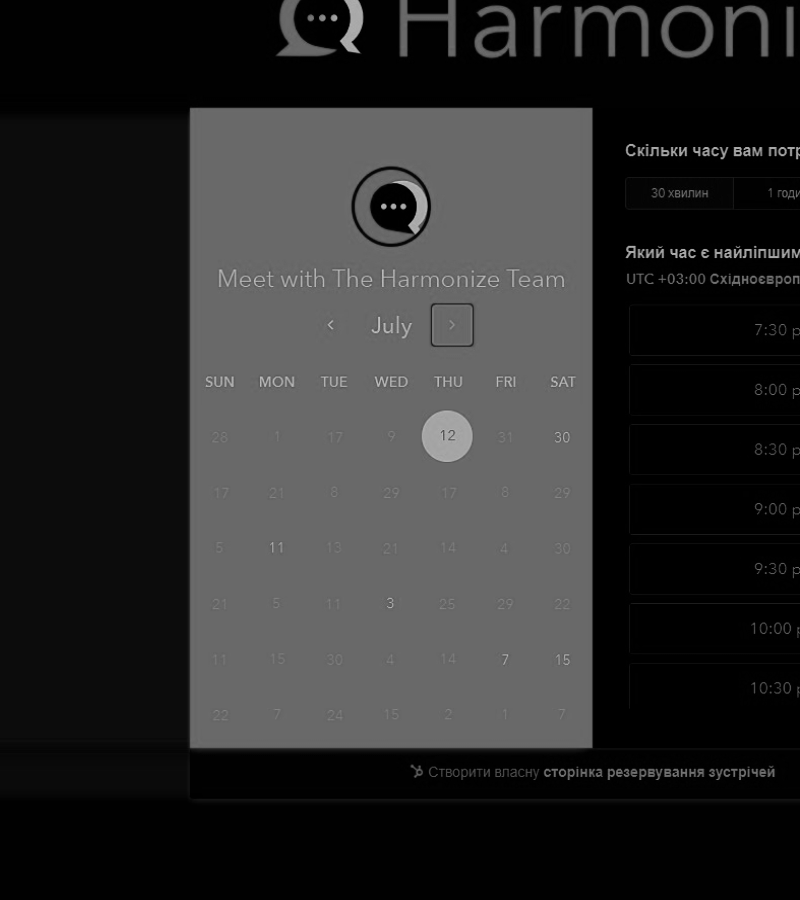 Harmoni
Meet with The Harmonize Team
July
SUN MON TUE WED THU FRI SAT
28 1 17 9 12 31 30
17 21 8 29 17 8 29
5 11 13 21 14 4 30
21 5 11 3 25 29 22
11 15 30 4 14 7 15
22 7 24 15 2 1 7
Скільки часу вам потр
30 хвилин 1 годи
Який час є найліпшим
UTC +03:00 Східноєвроп
7:30 p
8:00 p
8:30 p
9:00 p
9:30 p
10:00 p
10:30 p
Створити власну сторінка резервування зустрічей